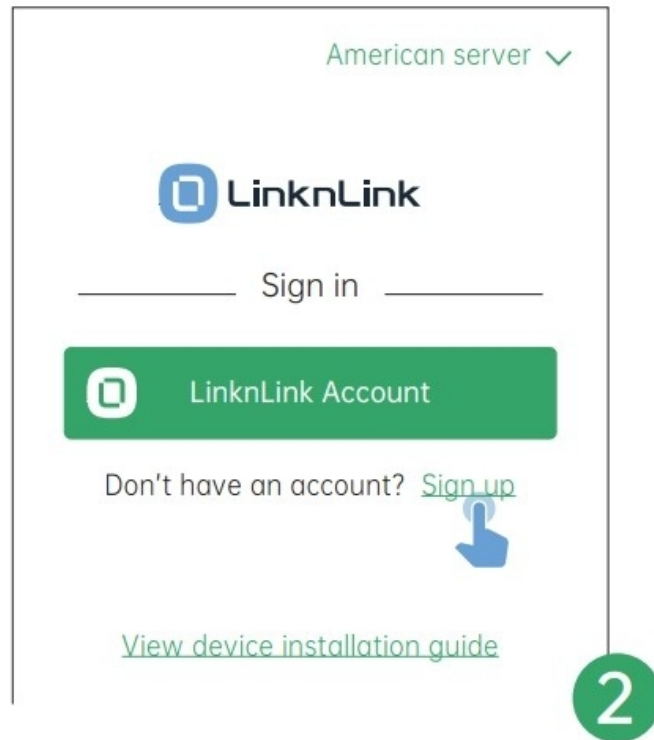 American server
LinknLink
Sign in
LinknLink Account
Don't have an account? Sign up
View device installation guide
2